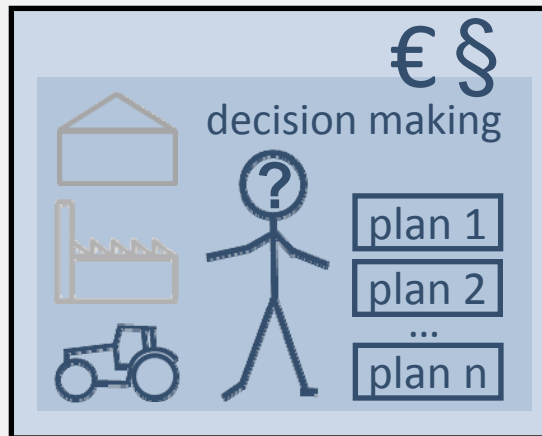 € §
decision making
?
plan 1
plan 2
...
plan n